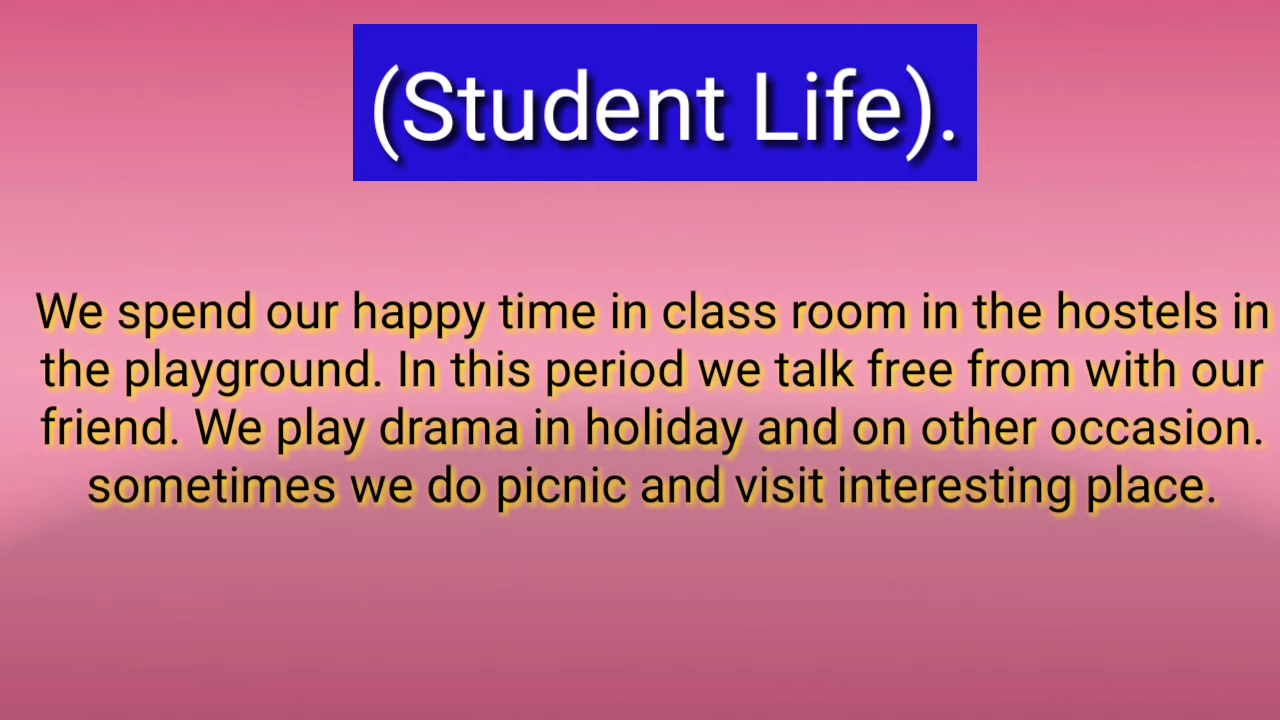 (Student Life).
We spend our happy time in class room in the hostels in
the playground. In this period we talk free from with our
friend. We play drama in holiday and on other occasion.
sometimes we do picnic and visit interesting place.